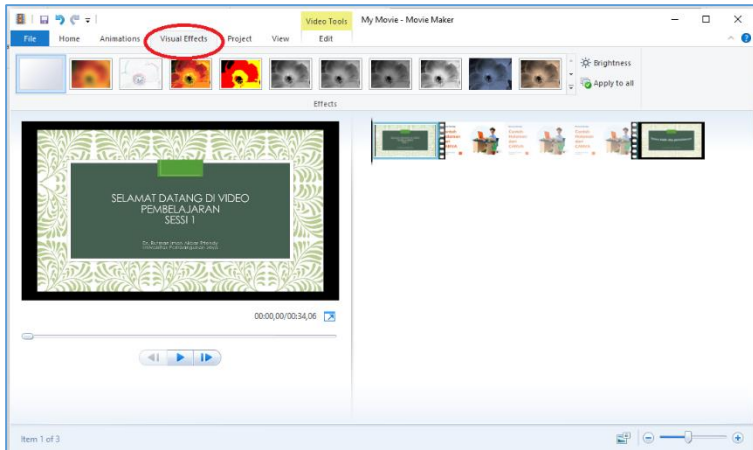 Video Tools
My Movie - Movie Maker
File Home Animations Visual Effects Project View Edit
Brightness
Apply to all
Effects
SELAMAT DATANG DI VIDEO
PEMBELAJARAN
SESSI 1
00:00,00/00:34,06
Item 1 of 3